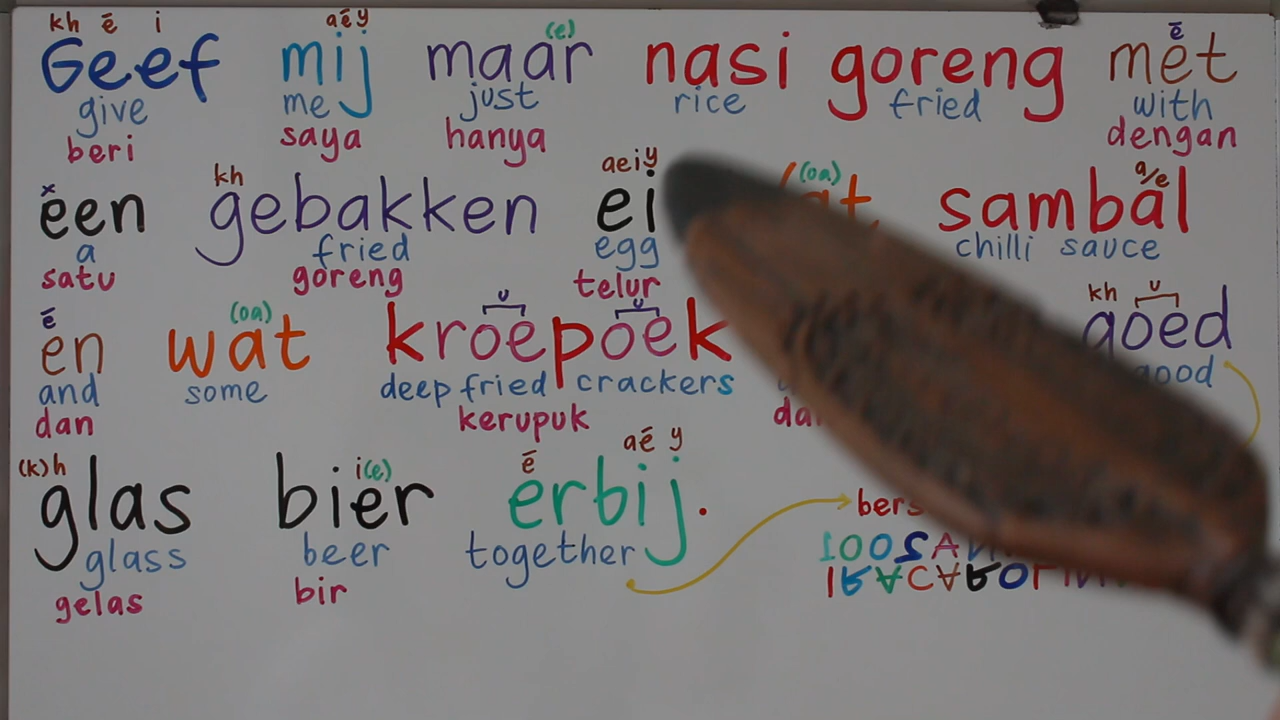 kh ē i aéy (e) ē
Geef mij maar nasi goreng met
give me just rice fried with
beri saya hanya dengan
x kh aeiy (oa) a/e
een gebakken ei sambal
a fried egg chilli sauce
satu goreng telur
ē (oa) u u kh u
en wat kroepoek goed
and some deep fried crackers
dan kerupuk
(k)h i(e) ē aé y
glas bier erbij.
glass beer together
gelas bir